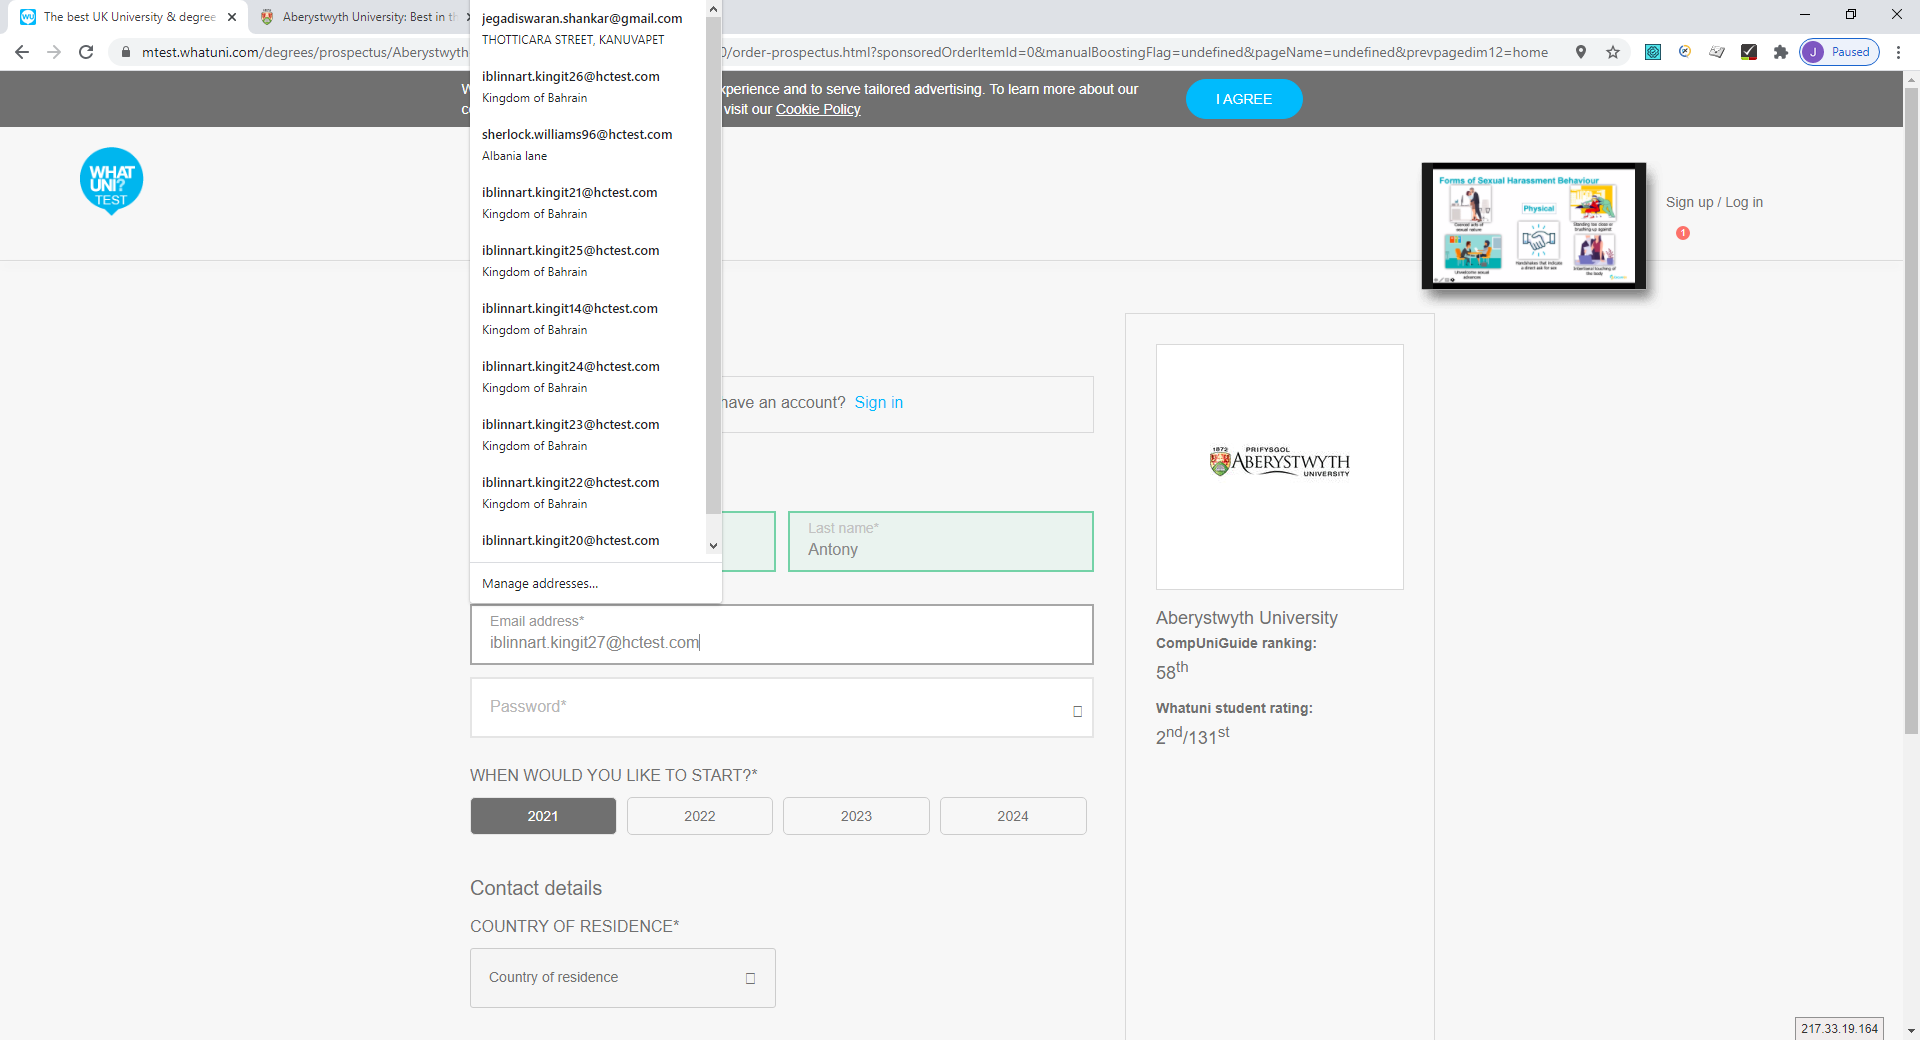 The best UK University & degree
Aberystwyth University: Best in th
mtest.whatuni.com/degrees/prospectus/Aberystwyth
0/order-prospectus.html?sponsoredOrderItemId=0&manualBoostingFlag=undefined&pageName=undefined&prevpagedim12=home
J Paused
xperience and to serve tailored advertising. To learn more about our
visit our Cookie Policy
I AGREE
WHAT
UNI?
TEST
Forms of Sexual Harassment Behaviour
Physical
Sign up / Log in
1
jegadiswaran.shankar@gmail.com
THOTTICARA STREET, KANUVAPET
iblinnart.kingit26@hctest.com
Kingdom of Bahrain
sherlock.williams96@hctest.com
Albania lane
iblinnart.kingit21@hctest.com
Kingdom of Bahrain
iblinnart.kingit25@hctest.com
Kingdom of Bahrain
iblinnart.kingit14@hctest.com
Kingdom of Bahrain
iblinnart.kingit24@hctest.com
Kingdom of Bahrain
iblinnart.kingit23@hctest.com
Kingdom of Bahrain
iblinnart.kingit22@hctest.com
Kingdom of Bahrain
iblinnart.kingit20@hctest.com
Manage addresses...
have an account? Sign in
Last name*
Antony
Email address*
iblinnart.kingit27@hctest.com
Password*
WHEN WOULD YOU LIKE TO START?*
2021
2022
2023
2024
Contact details
COUNTRY OF RESIDENCE*
Country of residence
1872 PRIFYSGOL
ABERYSTWYTH
UNIVERSITY
Aberystwyth University
CompUniGuide ranking:
58th
Whatuni student rating:
2nd/131st
217.33.19.164